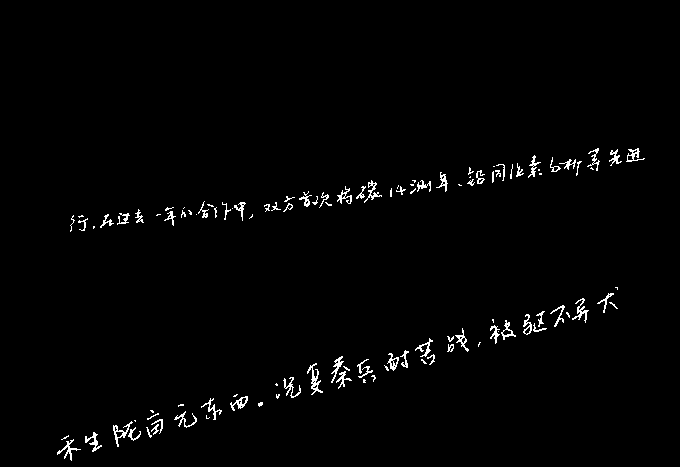 行。在过去一年的合作中，双方首次将碳14测年、铅同位素分析等先进
禾生陇亩无东西。况复秦兵耐苦战，被驱不异犬